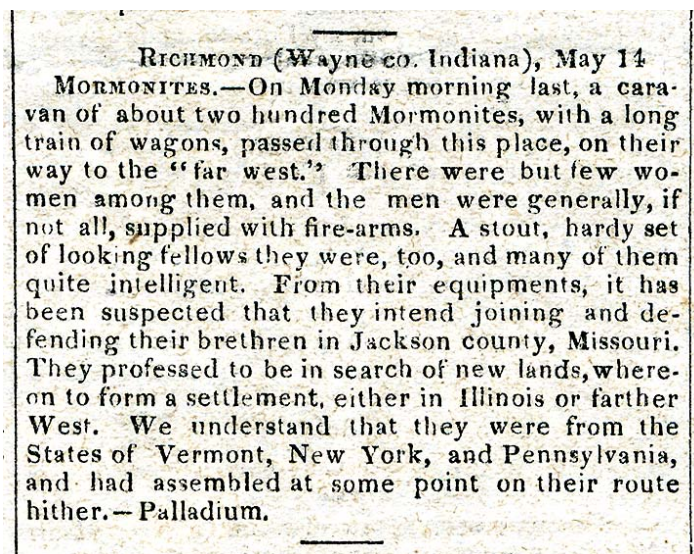 RICHMOND (Wayne co. Indiana), May 14
MORMONITES.—On Monday morning last, a cara-
van of about two hundred Mormonites, with a long
train of wagons, passed through this place, on their
way to the "far west." There were but few wo-
men among them, and the men were generally, if
not all, supplied with fire-arms. A stout, hardy set
of looking fellows they were, too, and many of them
quite intelligent. From their equipments, it has
been suspected that they intend joining and de-
fending their brethren in Jackson county, Missouri.
They professed to be in search of new lands, where-
on to form a settlement, either in Illinois or farther
West. We understand that they were from the
States of Vermont, New York, and Pennsylvania,
and had assembled at some point on their route
hither.—Palladium.